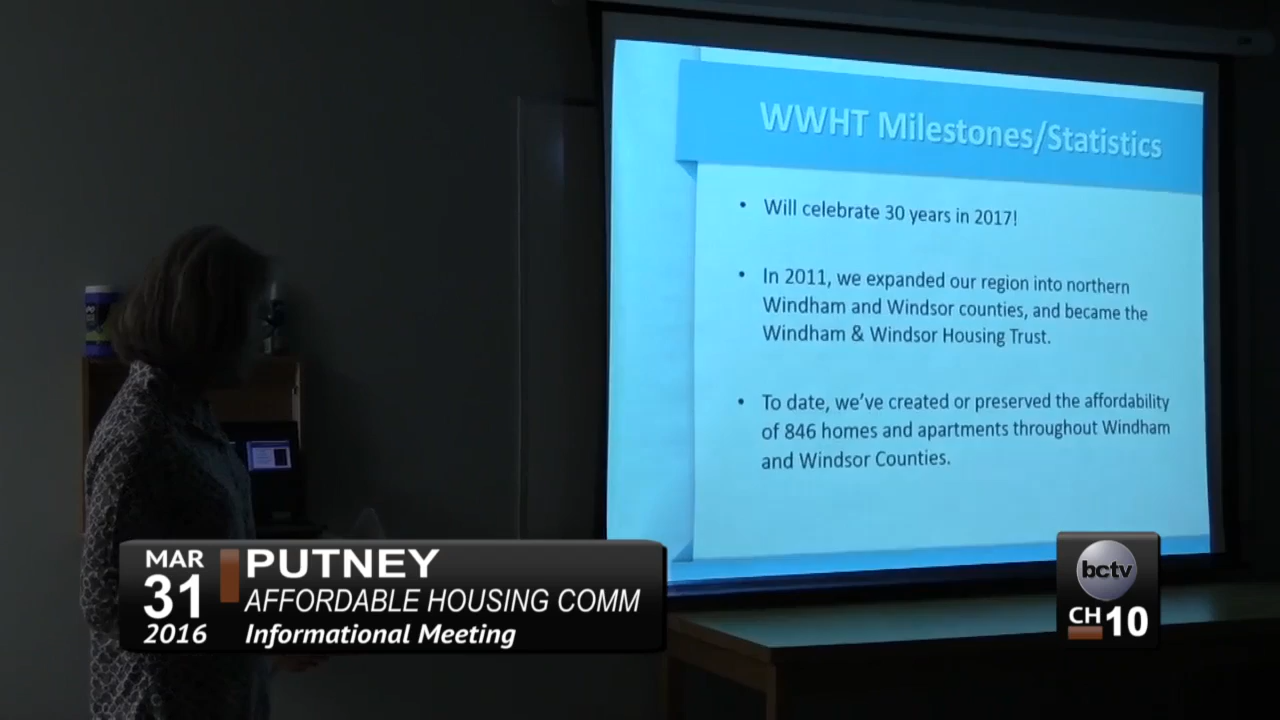 WWHT Milestones/Statistics
• Will celebrate 30 years in 2017!
• In 2011, we expanded our region into northern
Windham and Windsor counties, and became the
Windham & Windsor Housing Trust.
• To date, we've created or preserved the affordability
of 846 homes and apartments throughout Windham
and Windsor Counties.
MAR
31
2016
PUTNEY
AFFORDABLE HOUSING COMM
Informational Meeting
bctv
CH 10